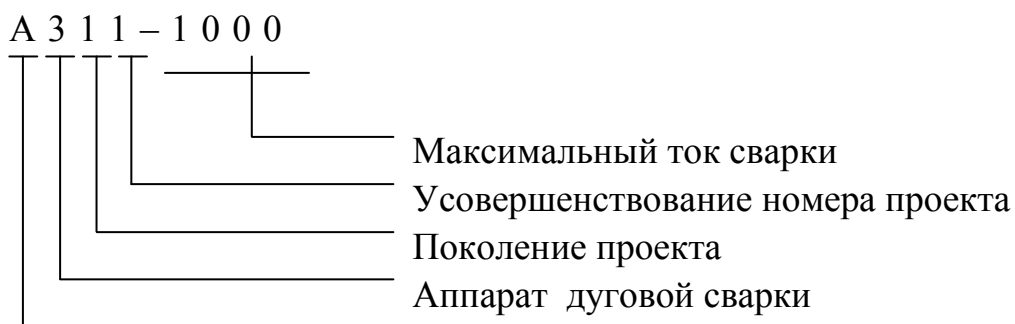 А 3 1 1 – 1 0 0 0
Максимальный ток сварки
Усовершенствование номера проекта
Поколение проекта
Аппарат дуговой сварки